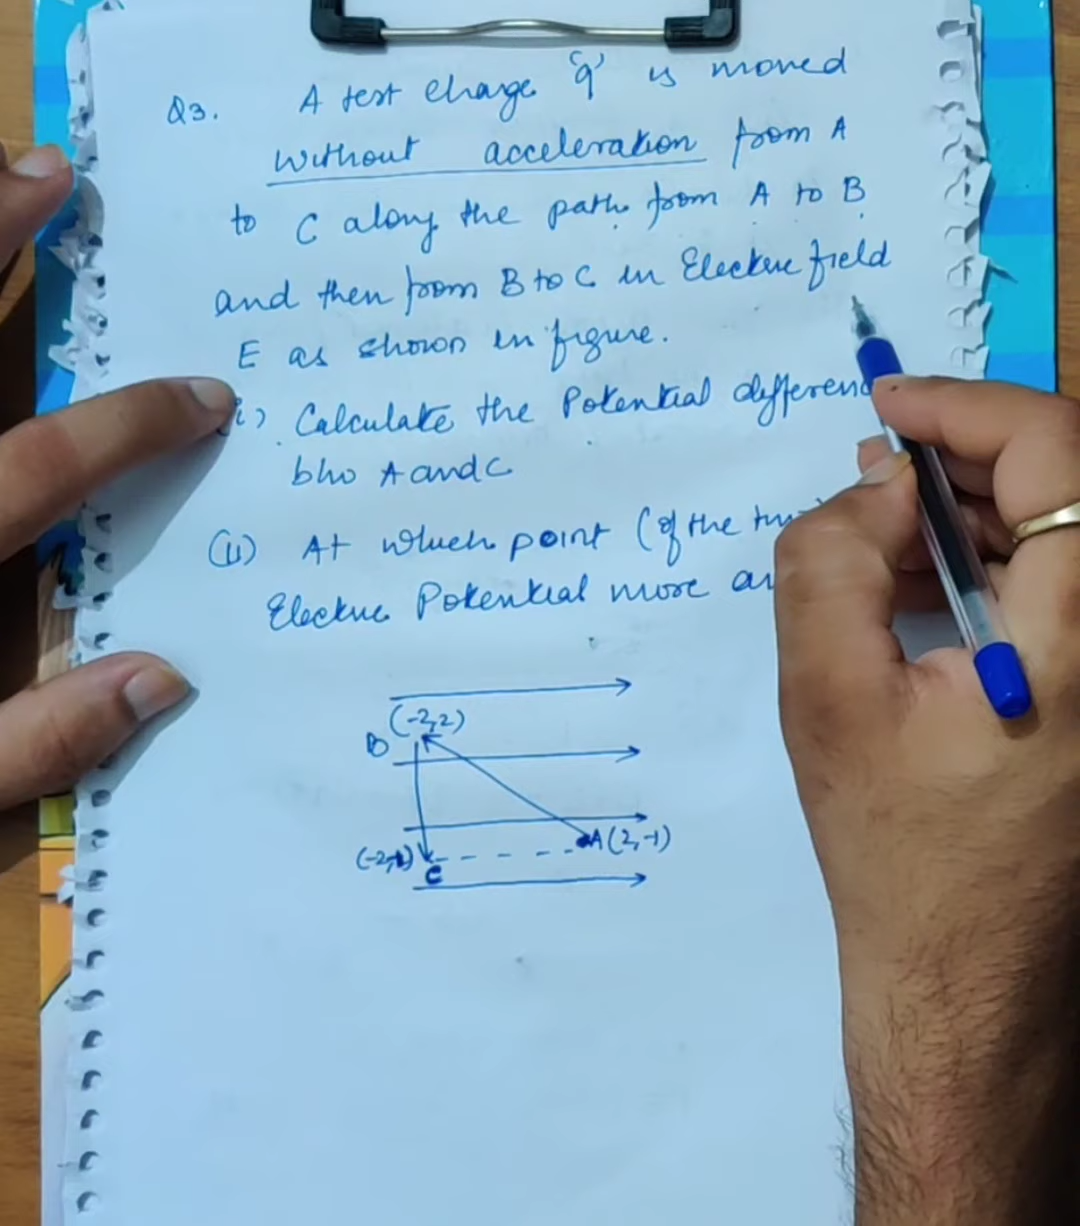 Q3. A test charge 'q' is moved
without acceleration from A
to C along the path from A to B
and then from B to C in Electric field
E as shown in figure.
(i) Calculate the Potential
b/w A and C
(ii) At which point (of the
Electric Potential more
(-2,2)
B
A (2,-1)
C